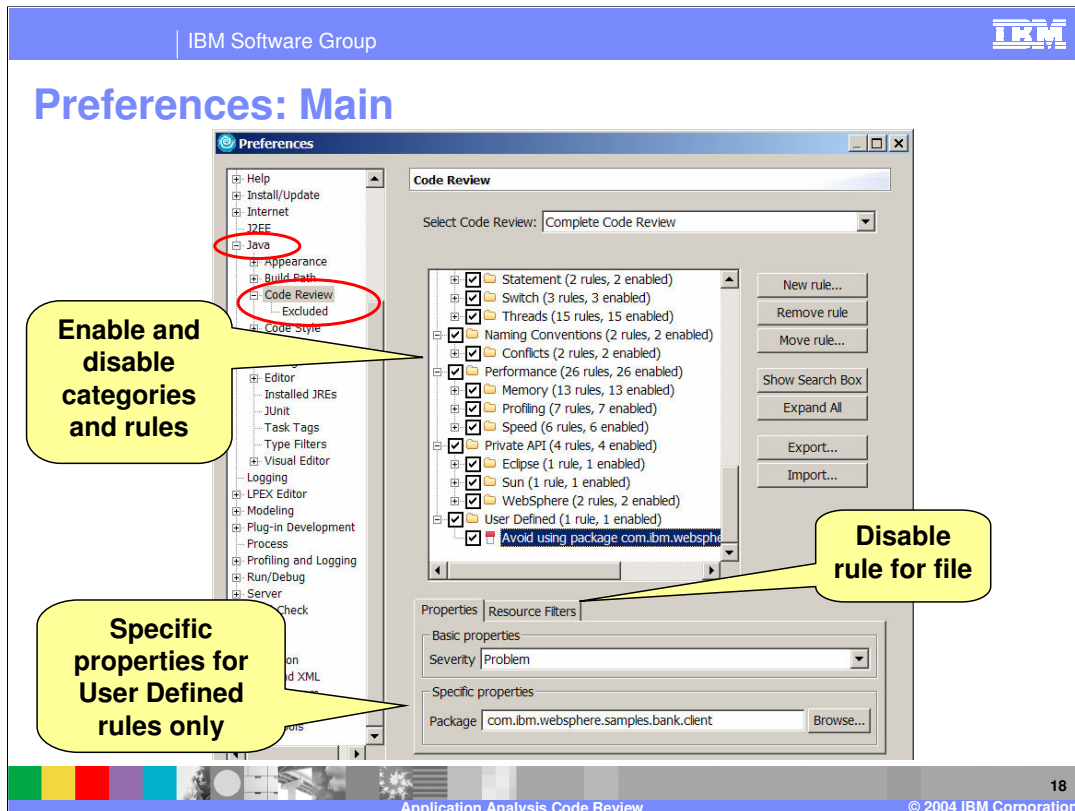 IBM Software Group
IBM
Preferences: Main
Preferences
Help
Install/Update
Internet
J2EE
Java
Appearance
Build Path
Code Review
Excluded
Code Style
Editor
Installed JREs
JUnit
Task Tags
Type Filters
Visual Editor
Logging
LPEX Editor
Modeling
Plug-in Development
Process
Profiling and Logging
Run/Debug
Server
Check
XML
Code Review
Select Code Review: Complete Code Review
Statement (2 rules, 2 enabled)
Switch (3 rules, 3 enabled)
Threads (15 rules, 15 enabled)
Naming Conventions (2 rules, 2 enabled)
Conflicts (2 rules, 2 enabled)
Performance (26 rules, 26 enabled)
Memory (13 rules, 13 enabled)
Profiling (7 rules, 7 enabled)
Speed (6 rules, 6 enabled)
Private API (4 rules, 4 enabled)
Eclipse (1 rule, 1 enabled)
Sun (1 rule, 1 enabled)
WebSphere (2 rules, 2 enabled)
User Defined (1 rule, 1 enabled)
Avoid using package com.ibm.websphe
New rule...
Remove rule
Move rule...
Show Search Box
Expand All
Export...
Import...
Properties Resource Filters
Basic properties
Severity Problem
Specific properties
Package com.ibm.websphere.samples.bank.client Browse...
Enable and
disable
categories
and rules
Disable
rule for file
Specific
properties for
User Defined
rules only
18
Application Analysis Code Review
© 2004 IBM Corporation